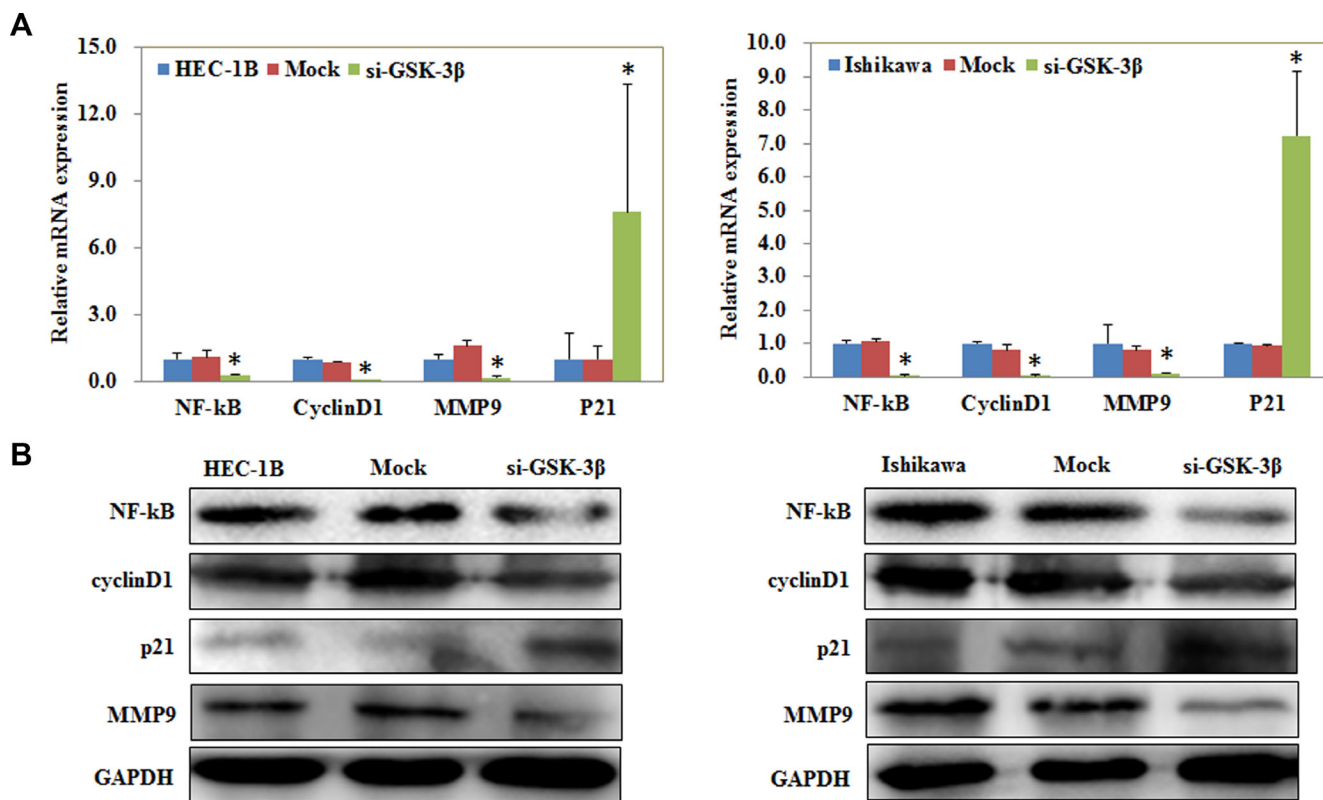 A
15.0
12.0
9.0
6.0
3.0
0.0
Relative mRNA expression
HEC-1B Mock si-GSK-3β
*
* * *
NF-kB CyclinD1 MMP9 P21
10.0
9.0
8.0
7.0
6.0
5.0
4.0
3.0
2.0
1.0
0.0
Relative mRNA expression
Ishikawa Mock si-GSK-3β
*
* * *
NF-kB CyclinD1 MMP9 P21
B
HEC-1B Mock si-GSK-3β
NF-kB
cyclinD1
p21
MMP9
GAPDH
Ishikawa Mock si-GSK-3β
NF-kB
cyclinD1
p21
MMP9
GAPDH